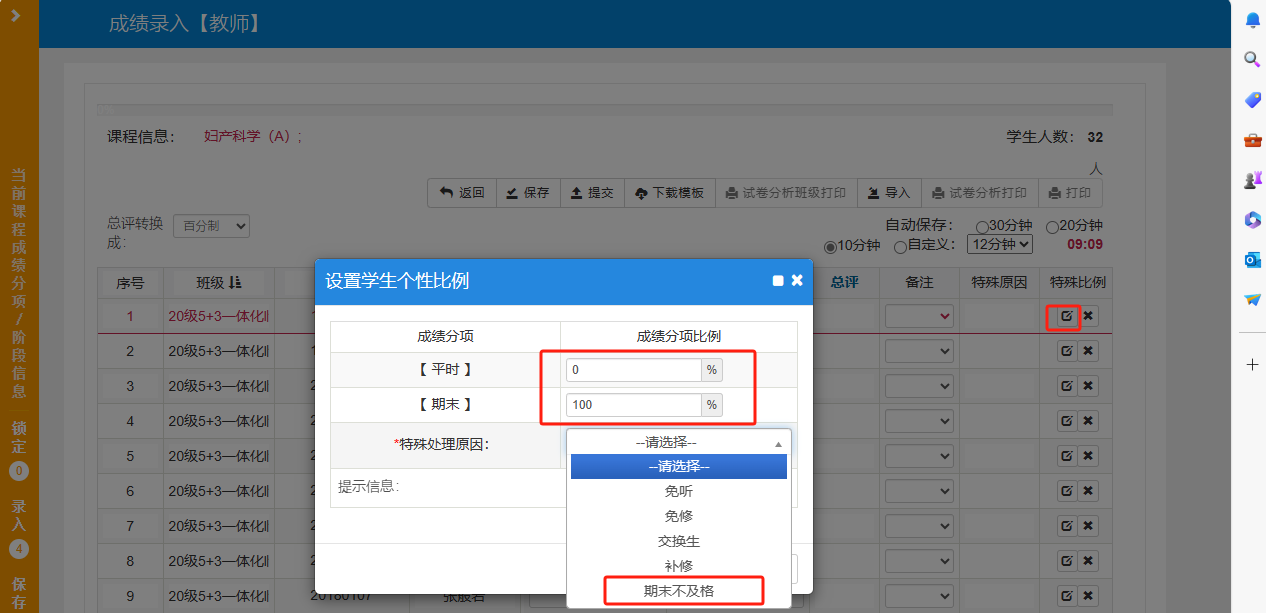 成绩录入【教师】
当前课程成绩分项/阶段信息
锁定
0
录入
4
保存
课程信息： 妇产科学（A）;
学生人数： 32
人
返回 保存 提交 下载模板 试卷分析班级打印 导入 试卷分析打印 打印
总评转换成： 百分制
自动保存： 30分钟 20分钟
10分钟 自定义： 12分钟 09:09
序号 班级 总评 备注 特殊原因 特殊比例
1 20级5+3一体化
2 20级5+3一体化
3 20级5+3一体化
4 20级5+3一体化
5 20级5+3一体化
6 20级5+3一体化
7 20级5+3一体化
8 20级5+3一体化
9 20级5+3一体化 20180107
设置学生个性比例
成绩分项 成绩分项比例
【 平时 】 0 %
【 期末 】 100 %
*特殊处理原因： --请选择--
--请选择--
免听
免修
交换生
补修
期末不及格
提示信息：